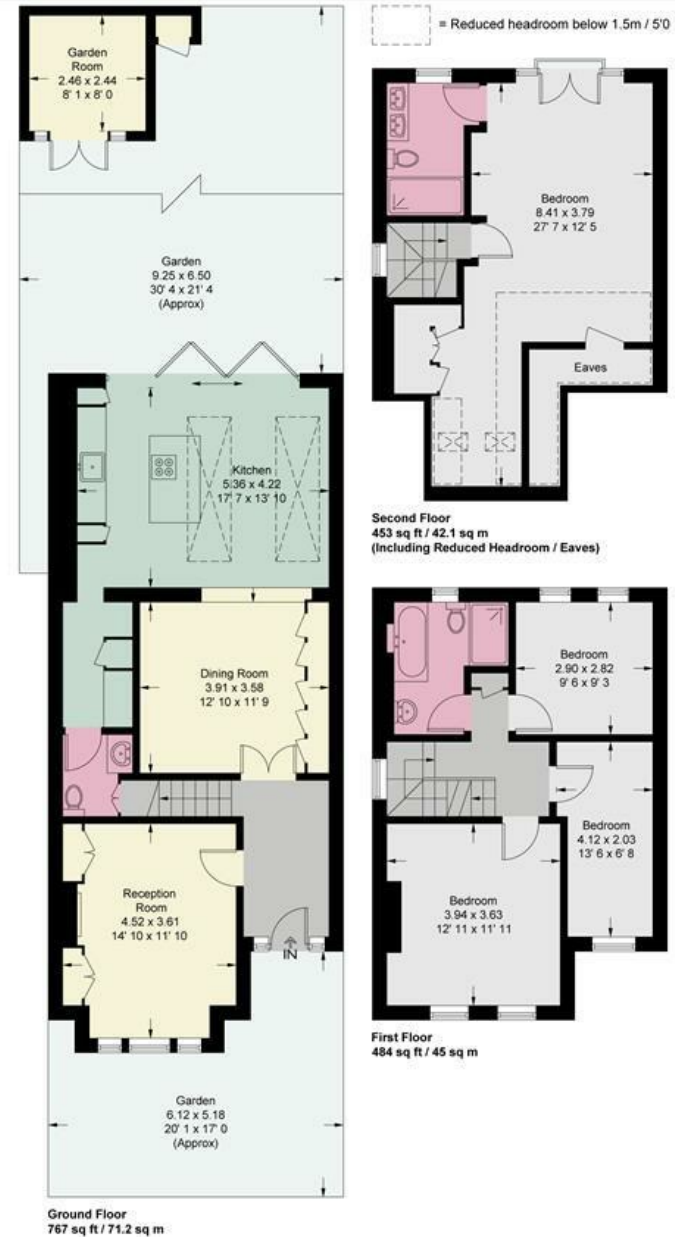 Garden
Room
2.46 x 2.44
8' 1 x 8' 0
Garden
9.25 x 6.50
30' 4 x 21' 4
(Approx)
Kitchen
5.36 x 4.22
17' 7 x 13' 10
Dining Room
3.91 x 3.58
12' 10 x 11' 9
Reception
Room
4.52 x 3.61
14' 10 x 11' 10
IN
Garden
6.12 x 5.18
20' 1 x 17' 0
(Approx)
Ground Floor
767 sq ft / 71.2 sq m
= Reduced headroom below 1.5m / 5'0
Bedroom
8.41 x 3.79
27' 7 x 12' 5
Eaves
Second Floor
453 sq ft / 42.1 sq m
(Including Reduced Headroom / Eaves)
Bedroom
2.90 x 2.82
9' 6 x 9' 3
Bedroom
4.12 x 2.03
13' 6 x 6' 8
Bedroom
3.94 x 3.63
12' 11 x 11' 11
First Floor
484 sq ft / 45 sq m